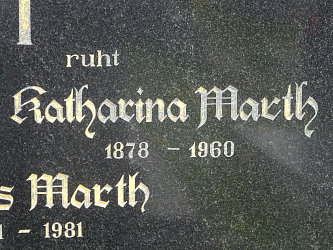 ruht
Katharina Marth
1878 – 1960
s Marth
1 - 1981